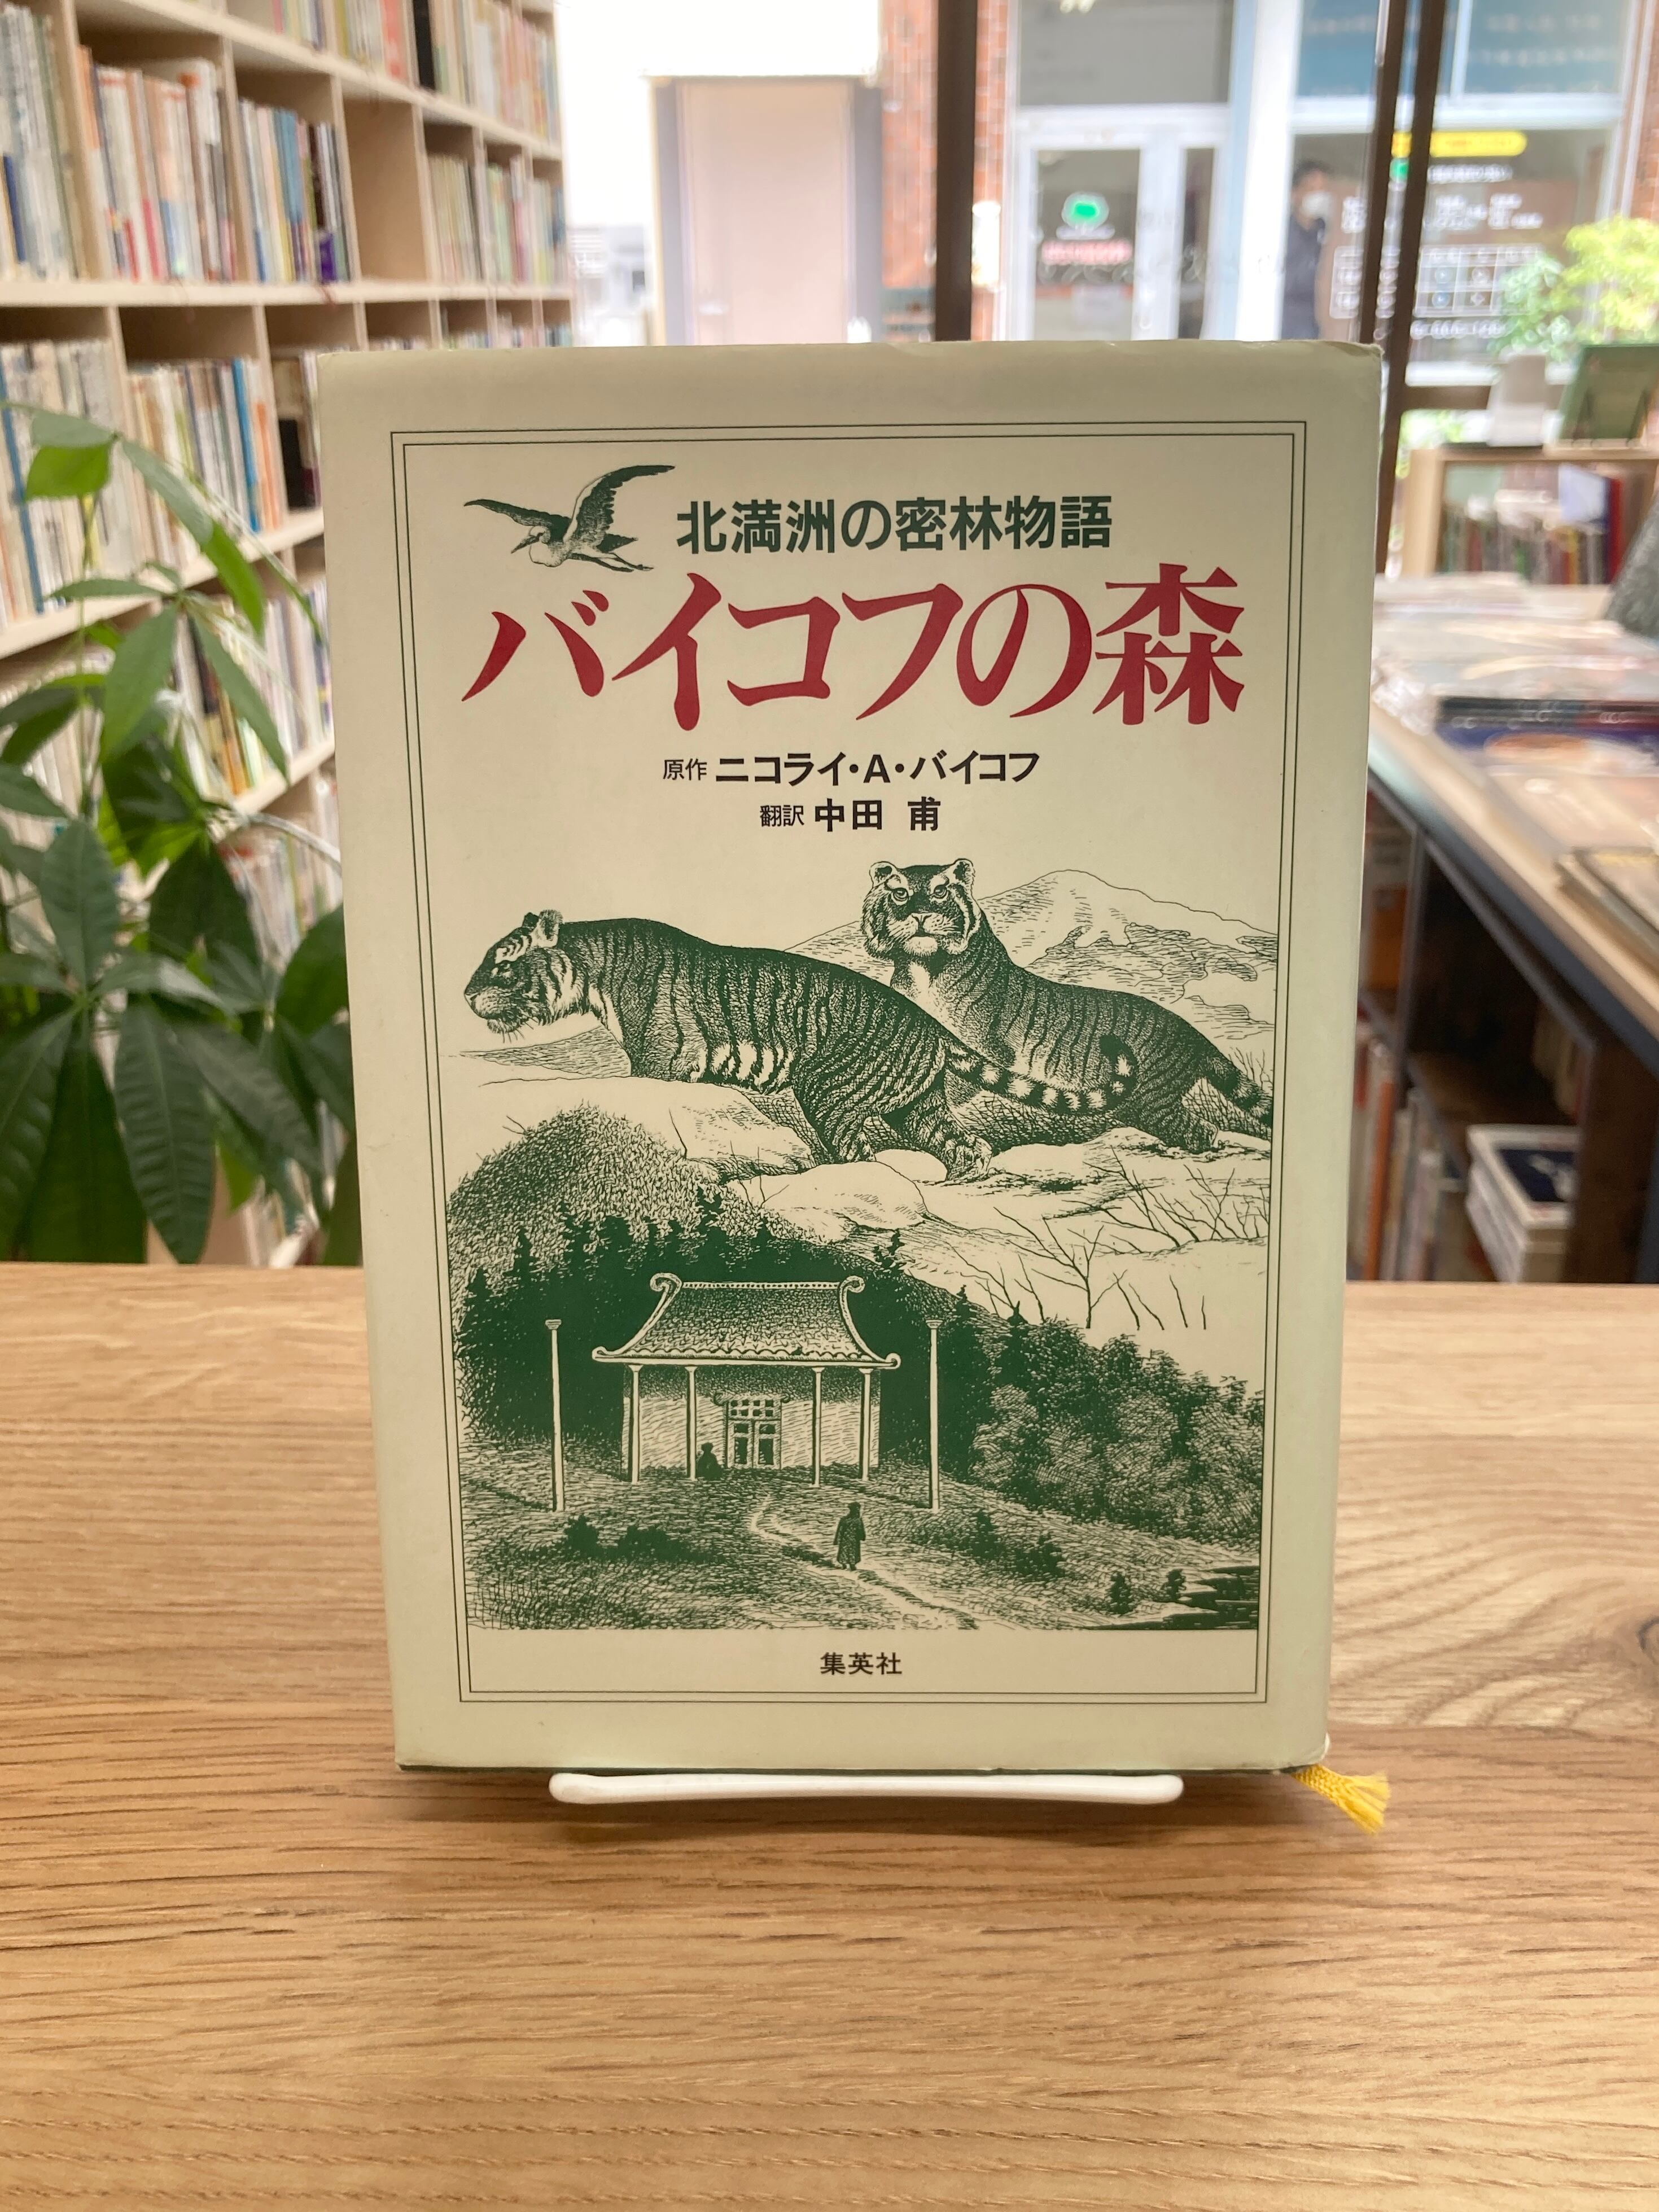 北満洲の密林物語
バイコフの森
原作 ニコライ・A・バイコフ
翻訳 中田 甫
集英社